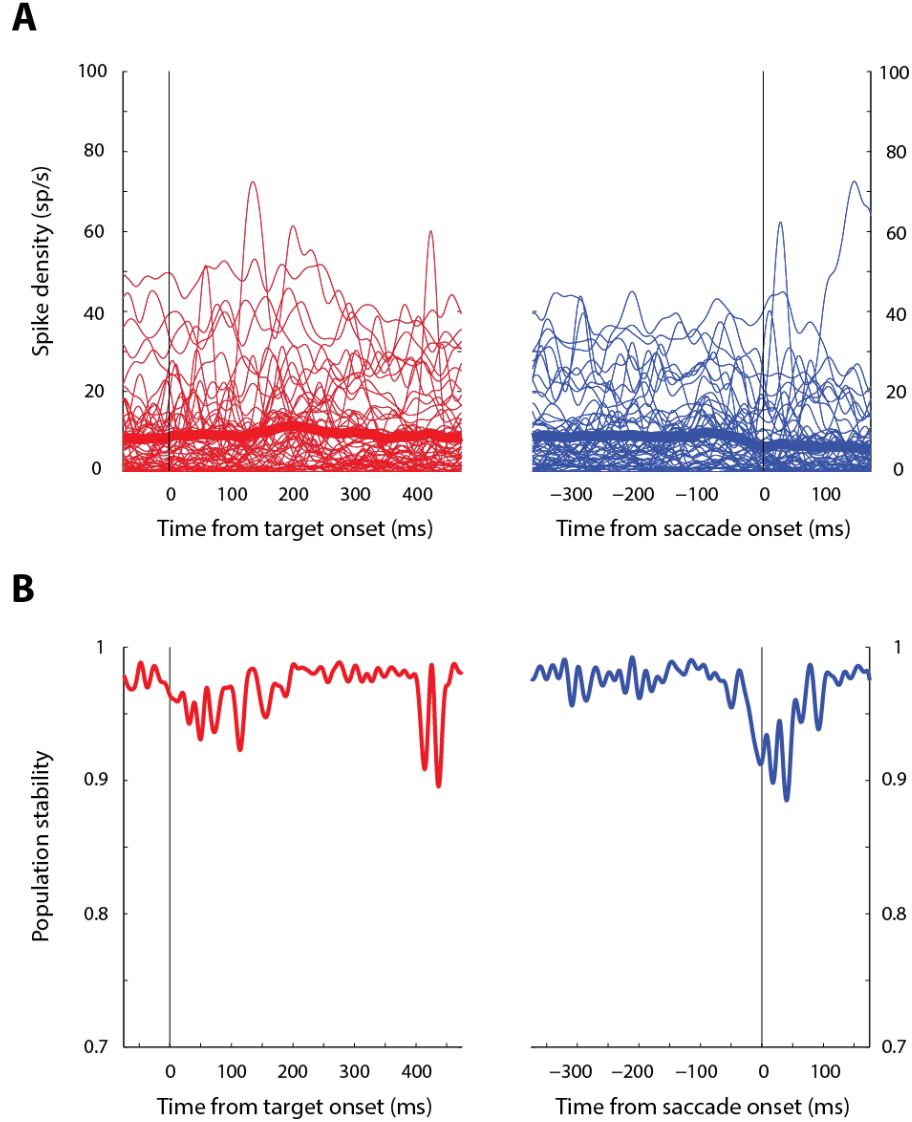 A
100
80
60
40
20
0
Spike density (sp/s)
0 100 200 300 400
Time from target onset (ms)
100
80
60
40
20
0
−300 −200 −100 0 100
Time from saccade onset (ms)
B
1
0.9
0.8
0.7
Population stability
0 100 200 300 400
Time from target onset (ms)
1
0.9
0.8
0.7
−300 −200 −100 0 100
Time from saccade onset (ms)